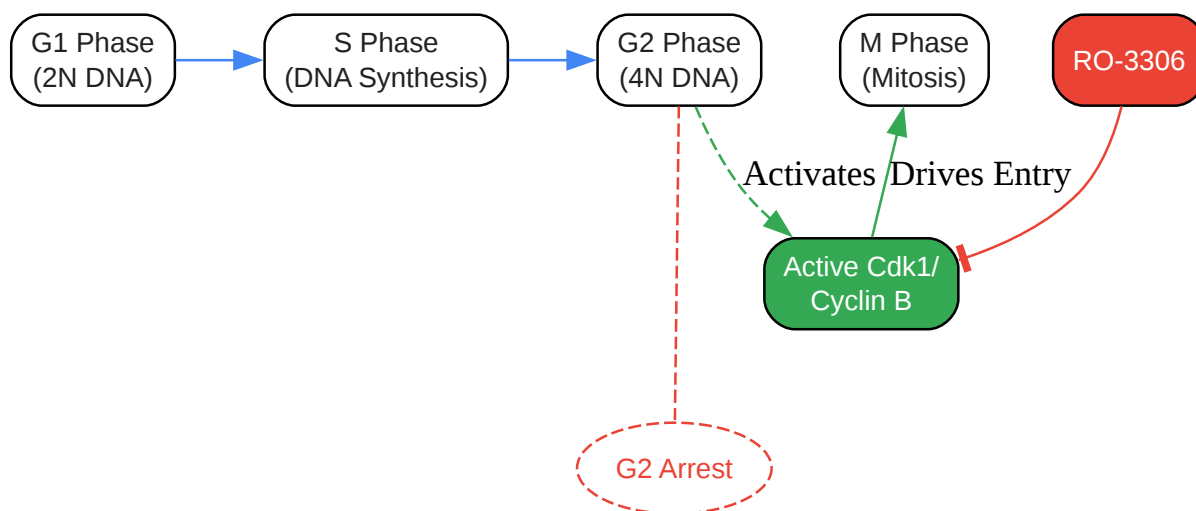 G1 Phase
(2N DNA)
S Phase
(DNA Synthesis)
G2 Phase
(4N DNA)
M Phase
(Mitosis)
RO-3306
Activates
Drives Entry
Active Cdk1/
Cyclin B
G2 Arrest